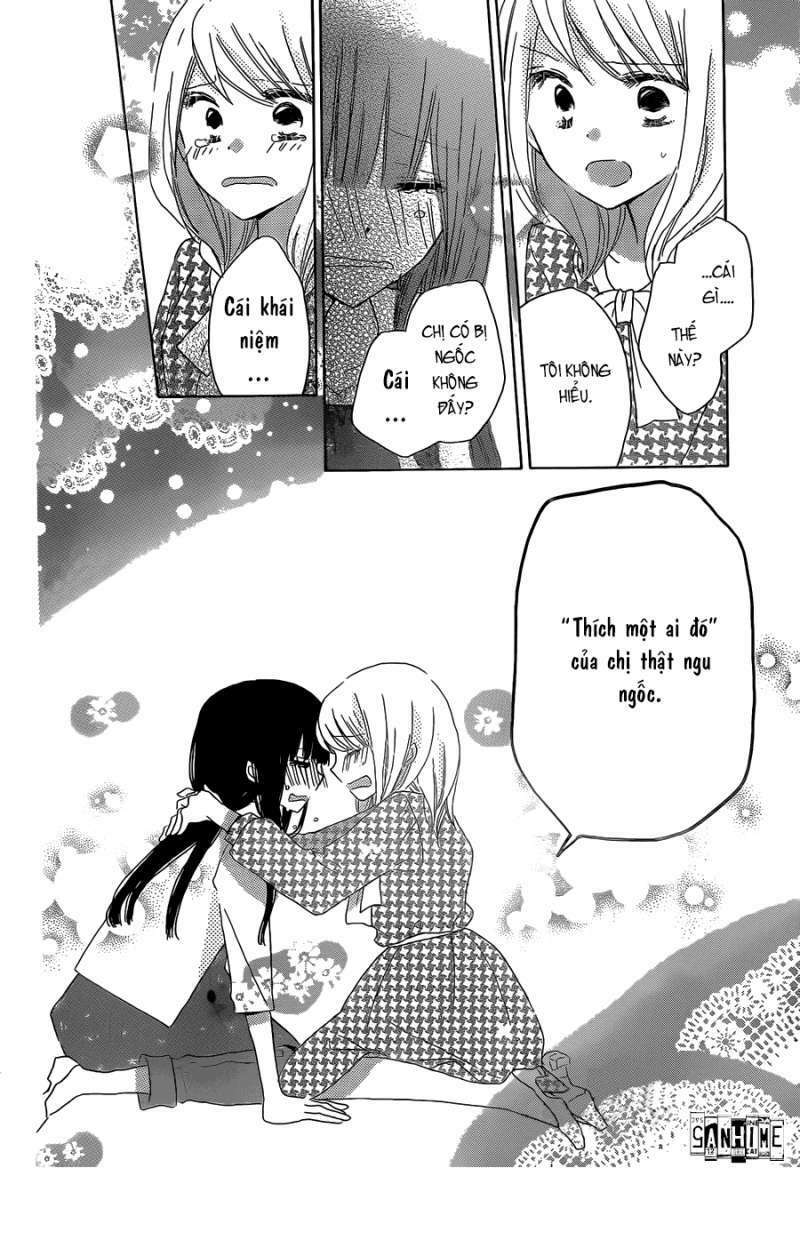 ...CÁI
GÌ....
THẾ
NÀY?
TÔI KHÔNG
HIỂU.
CHỊ CÓ BỊ
NGỐC
KHÔNG
ĐẤY?
Cái
...
Cái khái
niệm
...
“Thích một ai đó”
của chị thật ngu
ngốc.
SANHIME